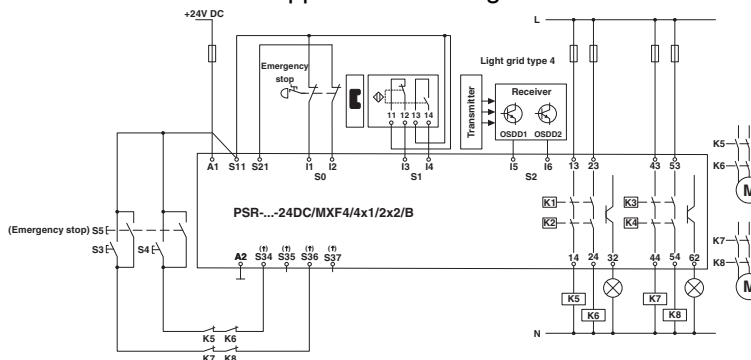 +24V DC
L
Emergency
stop
Light grid type 4
Transmitter
Receiver
OSDD1 OSDD2
11 12 13 14
K5
K6
M
A1 S11 S21 I1 I2 I3 I4 I5 I6 13 23 43 53
S0 S1 S2
PSR-...-24DC/MXF4/4x1/2x2/B
K1 K3
K2 K4
(Emergency stop) S5
S3 S4
K7
K8
M
A2 S34 S35 S36 S37
(†) (†) (†) (†)
14 24 32 44 54 62
K5 K7
K6 K8
N
K5 K6
K7 K8